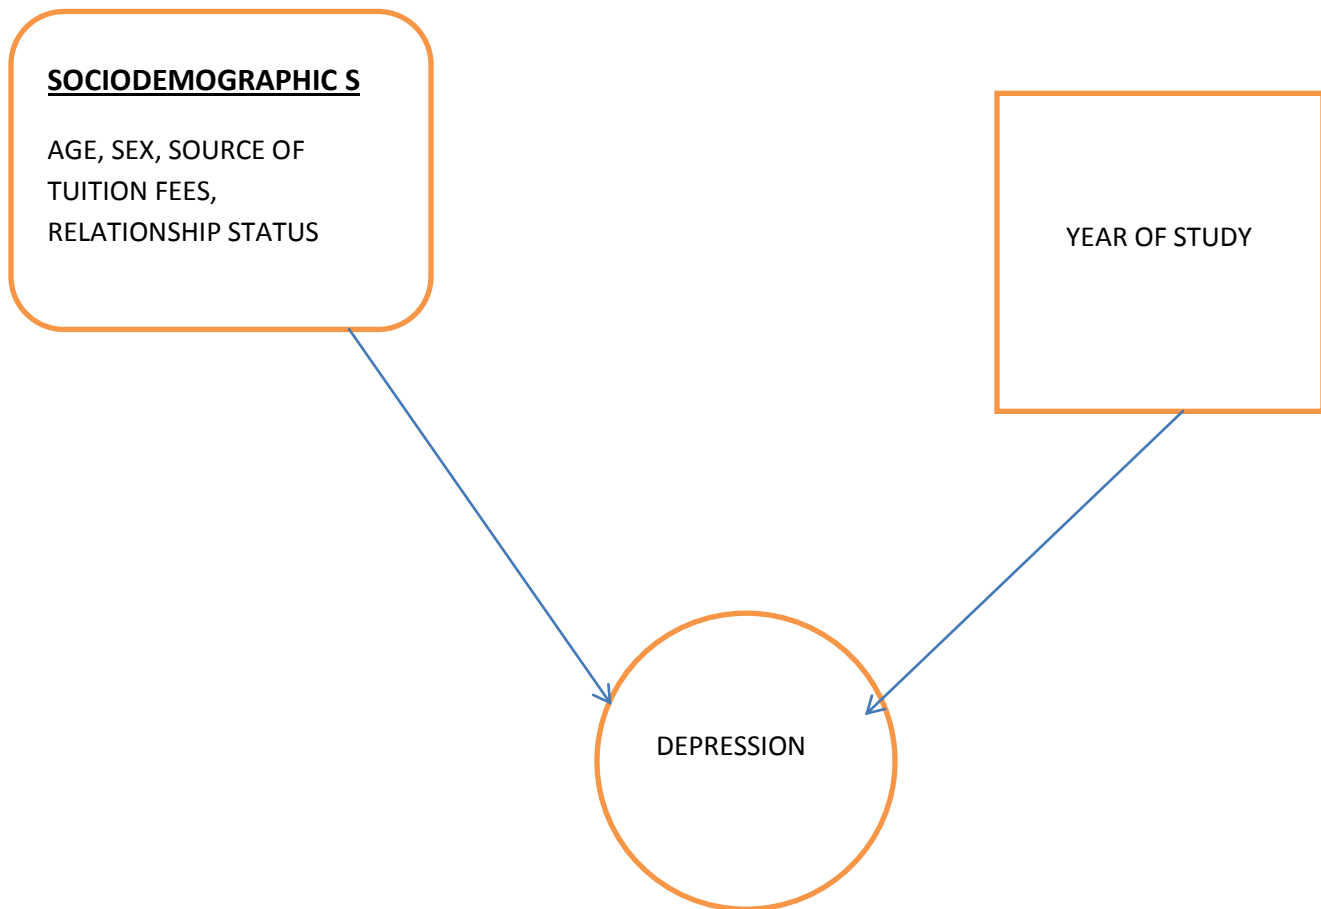 SOCIODEMOGRAPHIC S
AGE, SEX, SOURCE OF
TUITION FEES,
RELATIONSHIP STATUS
YEAR OF STUDY
DEPRESSION